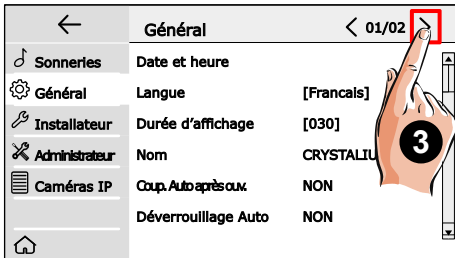 Général 01/02
Sonneries
Général
Installateur
Administrateur
Caméras IP
Date et heure
Langue [Francais]
Durée d'affichage [030]
Nom CRYSTALIU
Coup. Auto après ouv. NON
Déverrouillage Auto NON
3